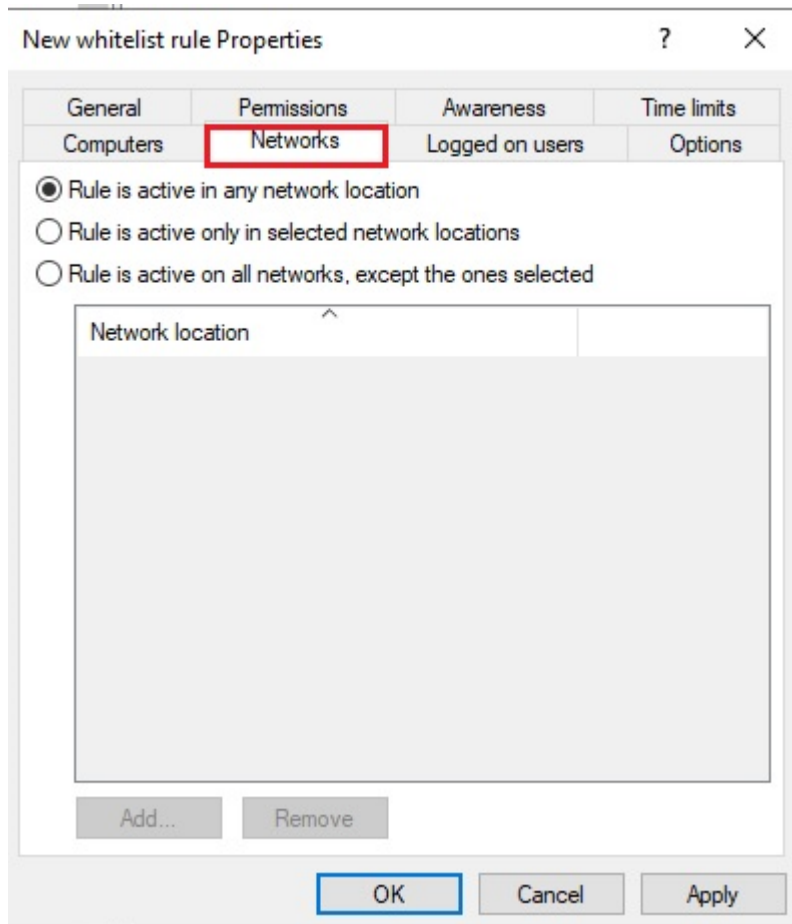 New whitelist rule Properties ? ✕
General Permissions Awareness Time limits
Computers Networks Logged on users Options
Rule is active in any network location
Rule is active only in selected network locations
Rule is active on all networks, except the ones selected
Network location
Add... Remove
OK Cancel Apply